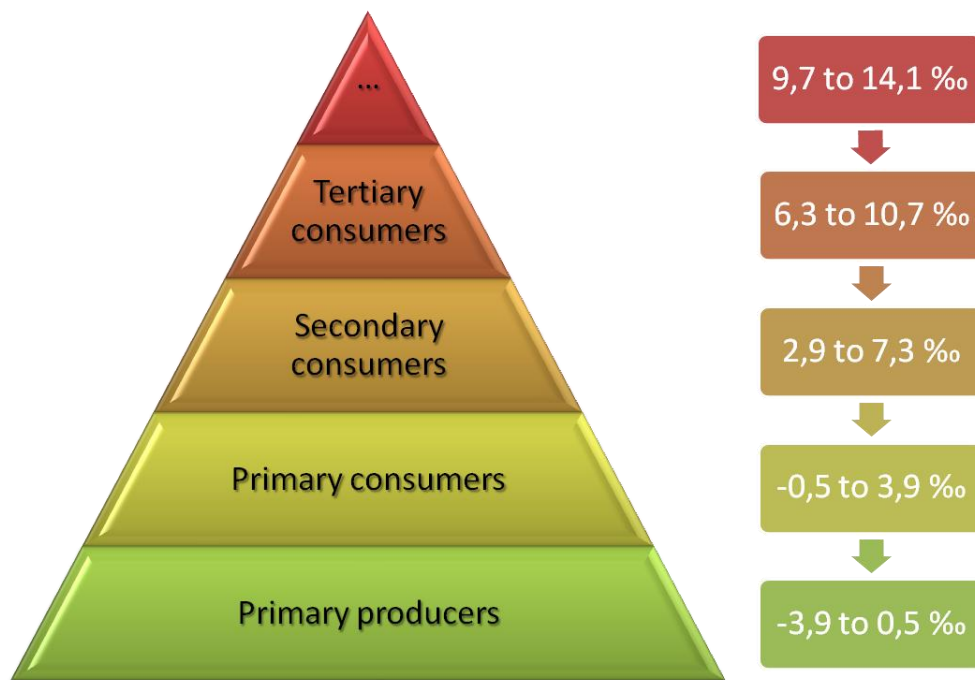 ...
9,7 to 14,1 ‰
Tertiary
consumers
6,3 to 10,7 ‰
Secondary
consumers
2,9 to 7,3 ‰
Primary consumers
-0,5 to 3,9 ‰
Primary producers
-3,9 to 0,5 ‰